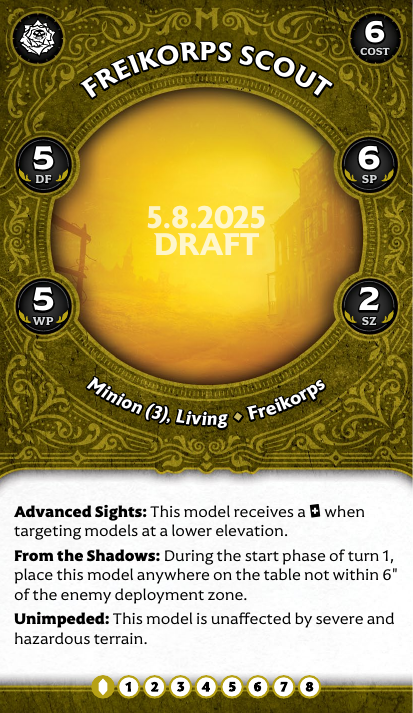 M
6
COST
FREIKORPS SCOUT
5
DF
6
SP
5.8.2025
DRAFT
5
WP
2
SZ
Minion (3), Living • Freikorps
Advanced Sights: This model receives a when
targeting models at a lower elevation.
From the Shadows: During the start phase of turn 1,
place this model anywhere on the table not within 6"
of the enemy deployment zone.
Unimpeded: This model is unaffected by severe and
hazardous terrain.
1 2 3 4 5 6 7 8